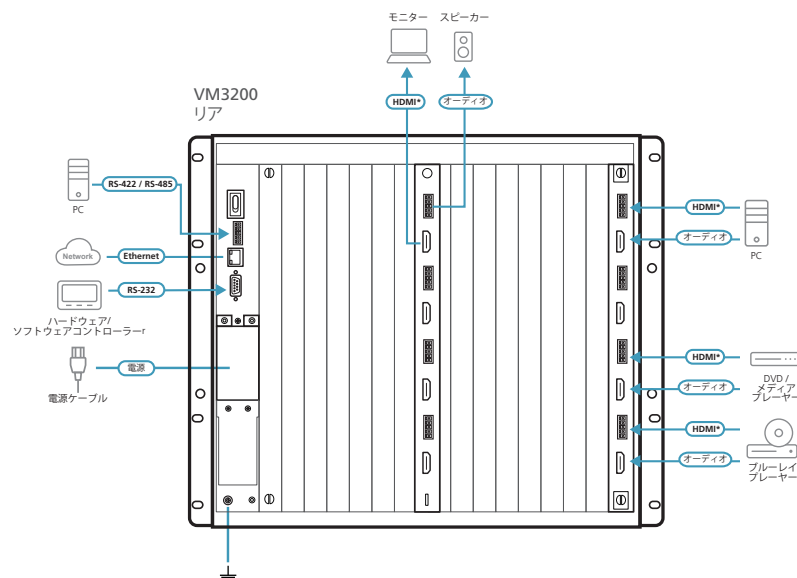 モニター
スピーカー
HDMI*
オーディオ
VM3200
リア
RS-422 / RS-485
PC
Network
Ethernet
RS-232
ハードウェア/
ソフトウェアコントローラーr
電源
電源ケーブル
HDMI*
オーディオ
PC
HDMI*
オーディオ
DVD /
メディア
プレーヤー
HDMI*
オーディオ
ブルーレイ
プレーヤー